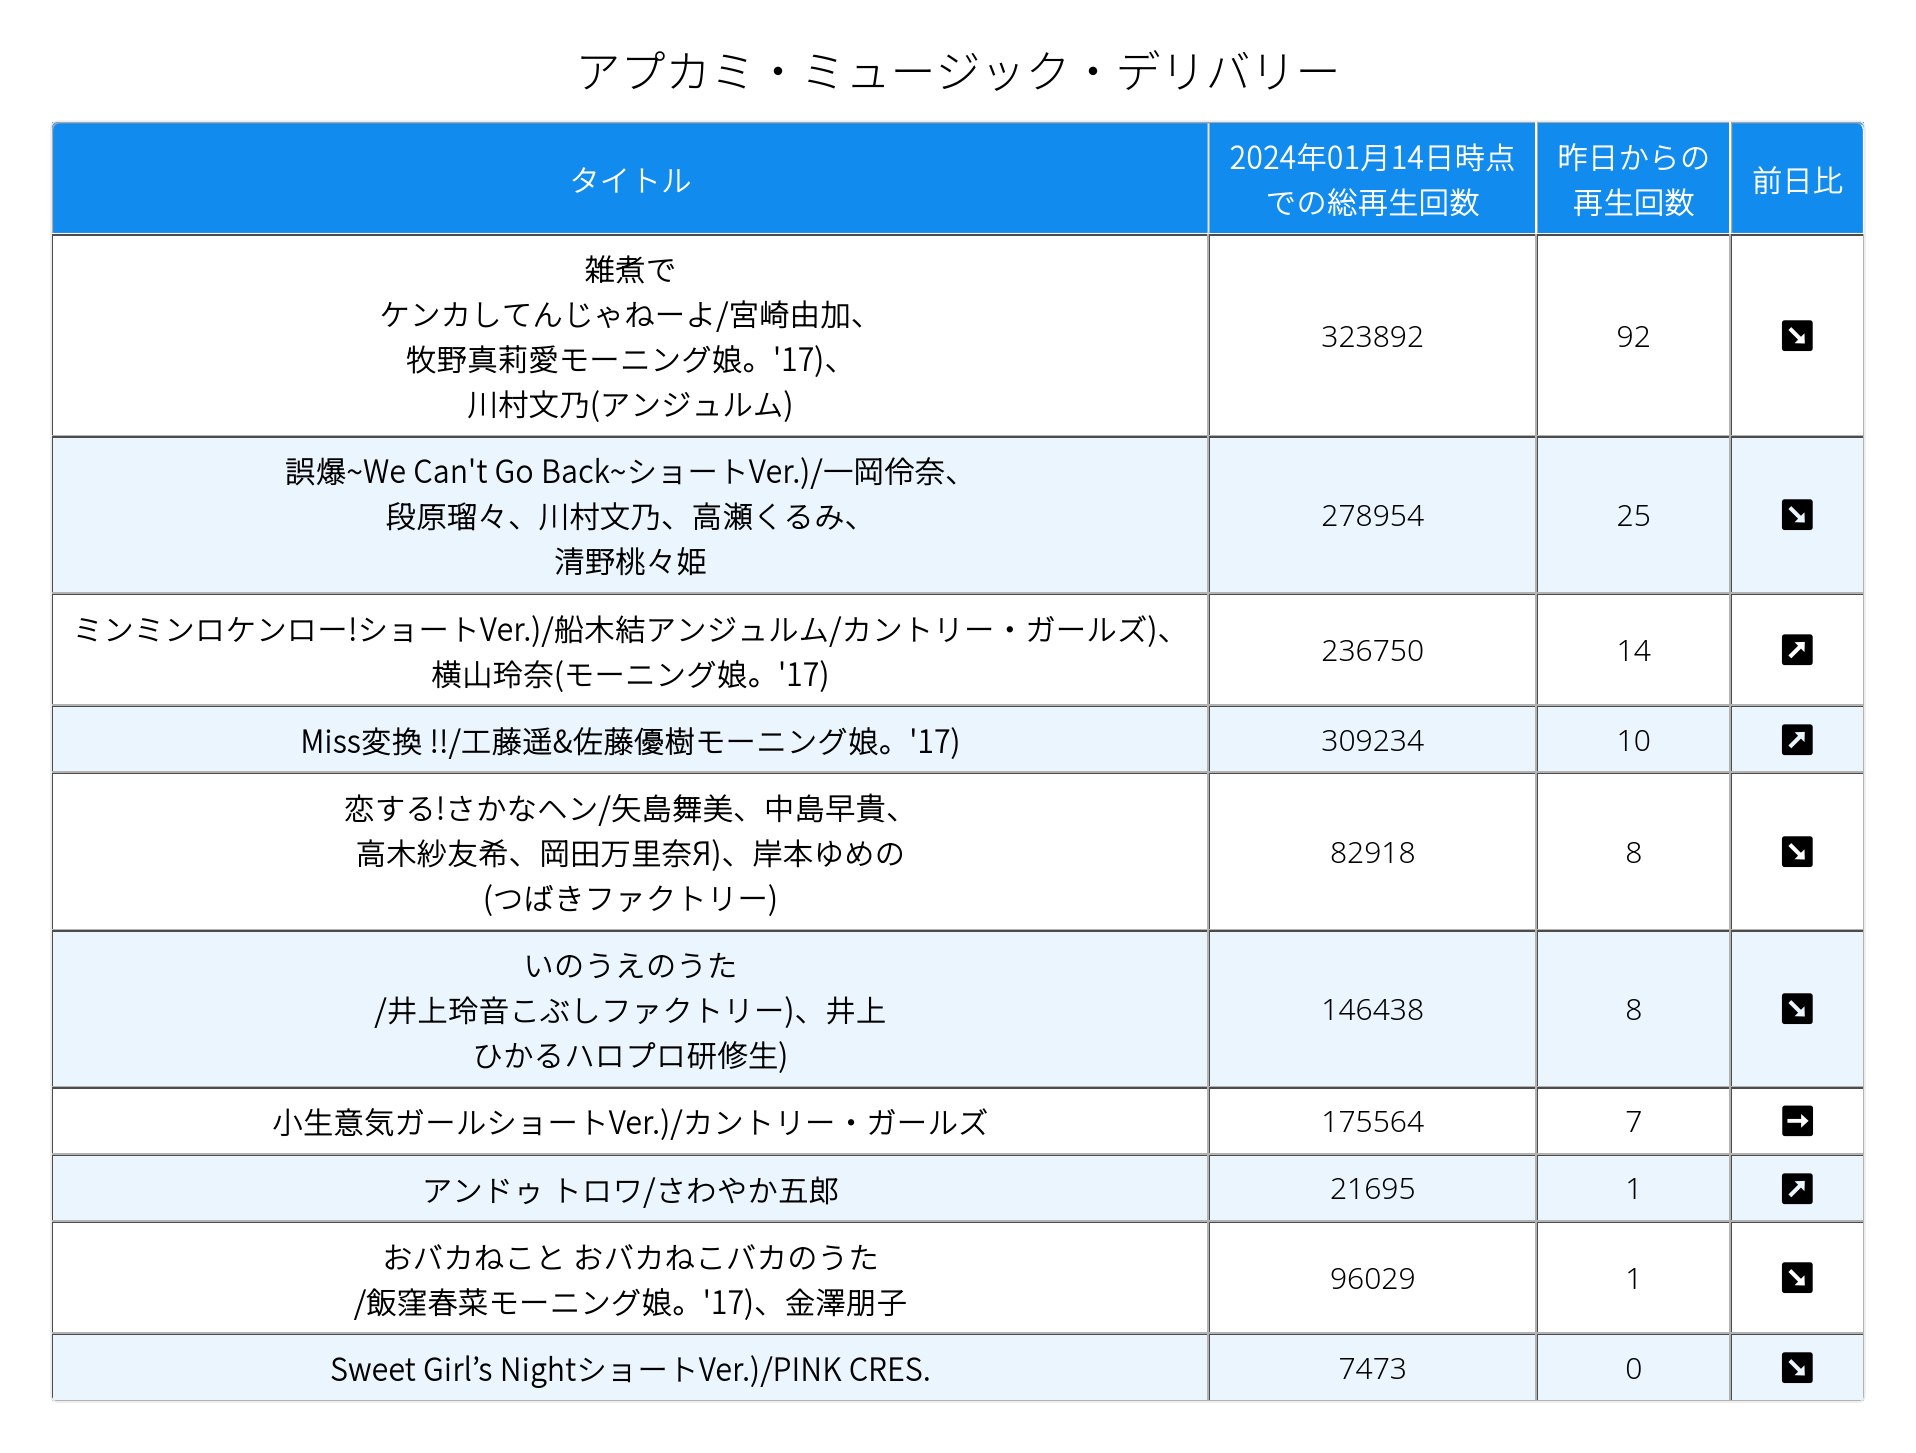 アプカミ・ミュージック・デリバリー
タイトル
2024年01月14日時点
での総再生回数
昨日からの
再生回数
前日比
雑煮で
ケンカしてんじゃねーよ/宮崎由加、
牧野真莉愛モーニング娘。'17)、
川村文乃(アンジュルム)
323892
92
誤爆~We Can't Go Back~ショートVer.)/一岡伶奈、
段原瑠々、川村文乃、高瀬くるみ、
清野桃々姫
278954
25
ミンミンロケンロー!ショートVer.)/船木結アンジュルム/カントリー・ガールズ)、
横山玲奈(モーニング娘。'17)
236750
14
Miss変換 !!/工藤遥&佐藤優樹モーニング娘。'17)
309234
10
恋する!さかなヘン/矢島舞美、中島早貴、
高木紗友希、岡田万里奈Я)、岸本ゆめの
(つばきファクトリー)
82918
8
いのうえのうた
/井上玲音こぶしファクトリー)、井上
ひかるハロプロ研修生)
146438
8
小生意気ガールショートVer.)/カントリー・ガールズ
175564
7
アンドゥ トロワ/さわやか五郎
21695
1
おバカねこと おバカねこバカのうた
/飯窪春菜モーニング娘。'17)、金澤朋子
96029
1
Sweet Girl’s NightショートVer.)/PINK CRES.
7473
0